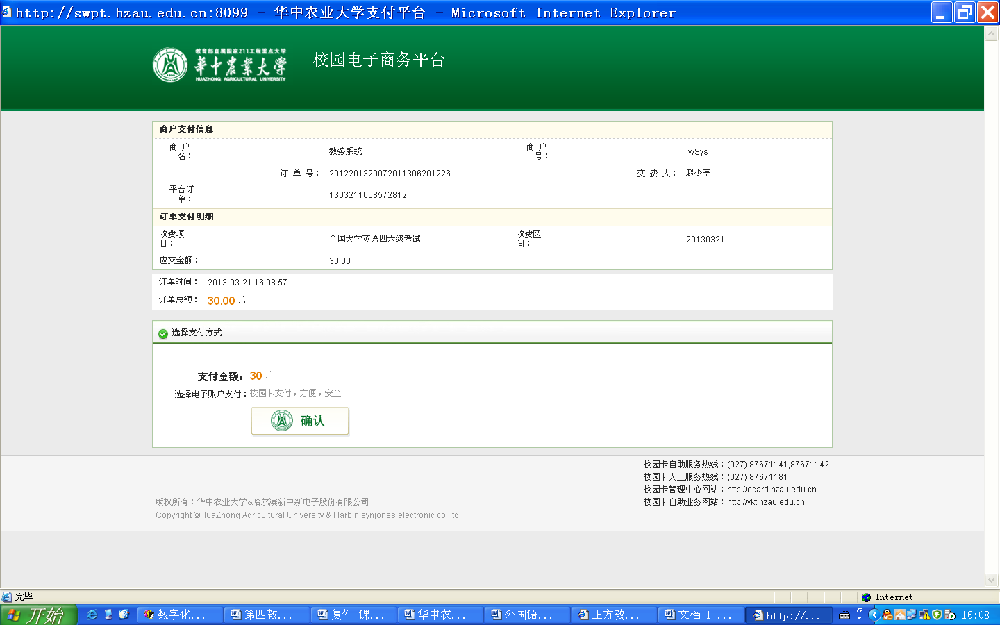 http://swpt.hzau.edu.cn:8099 - 华中农业大学支付平台 - Microsoft Internet Explorer
教育部直属国家211工程重点大学
華中農業大学
HUAZHONG AGRICULTURAL UNIVERSITY
校园电子商务平台
商户支付信息
商 户名： 教务系统 商 户号： jwSys
订 单 号： 2012201320072011306201226 交 费 人： 赵少亭
平台订单： 1303211608572812
订单支付明细
收费项目： 全国大学英语四六级考试 收费区间： 20130321
应交金额： 30.00
订单时间： 2013-03-21 16:08:57
订单总额： 30.00 元
选择支付方式
支付金额：30 元
选择电子账户支付：校园卡支付，方便，安全
确认
校园卡自助服务热线：(027) 87671141,87671142
校园卡人工服务热线：(027) 87671181
校园卡管理中心网站：http://ecard.hzau.edu.cn
校园卡自助业务网站：http://ykt.hzau.edu.cn
版权所有：华中农业大学&哈尔滨新中新电子股份有限公司
Copyright ©HuaZhong Agricultural University & Harbin synjones electronic co.,ltd
完毕 Internet
开始 数字化... 第四教... 复件 课... 华中农... 外国语... 正方教... 文档 1 ... http://... 16:08